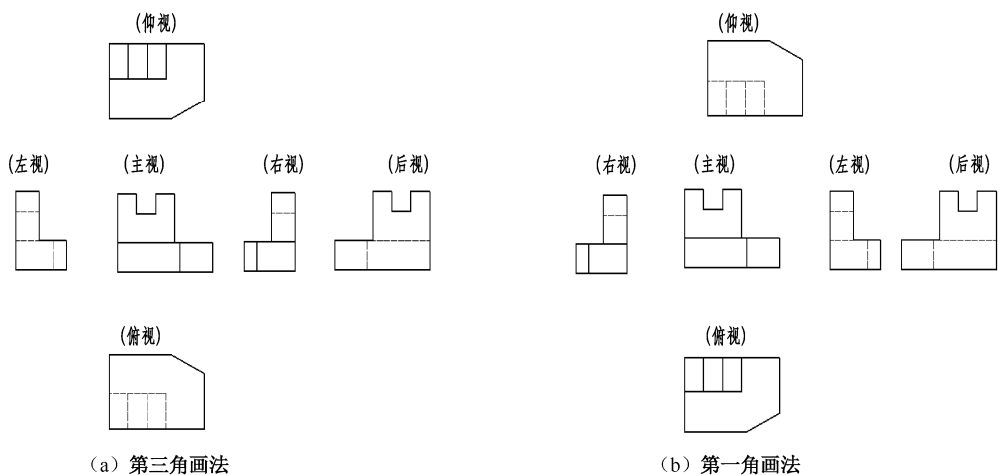 (仰视)
(仰视)
(左视) (主视) (右视) (后视)
(右视) (主视) (左视) (后视)
(俯视)
(俯视)
（a）第三角画法
（b）第一角画法